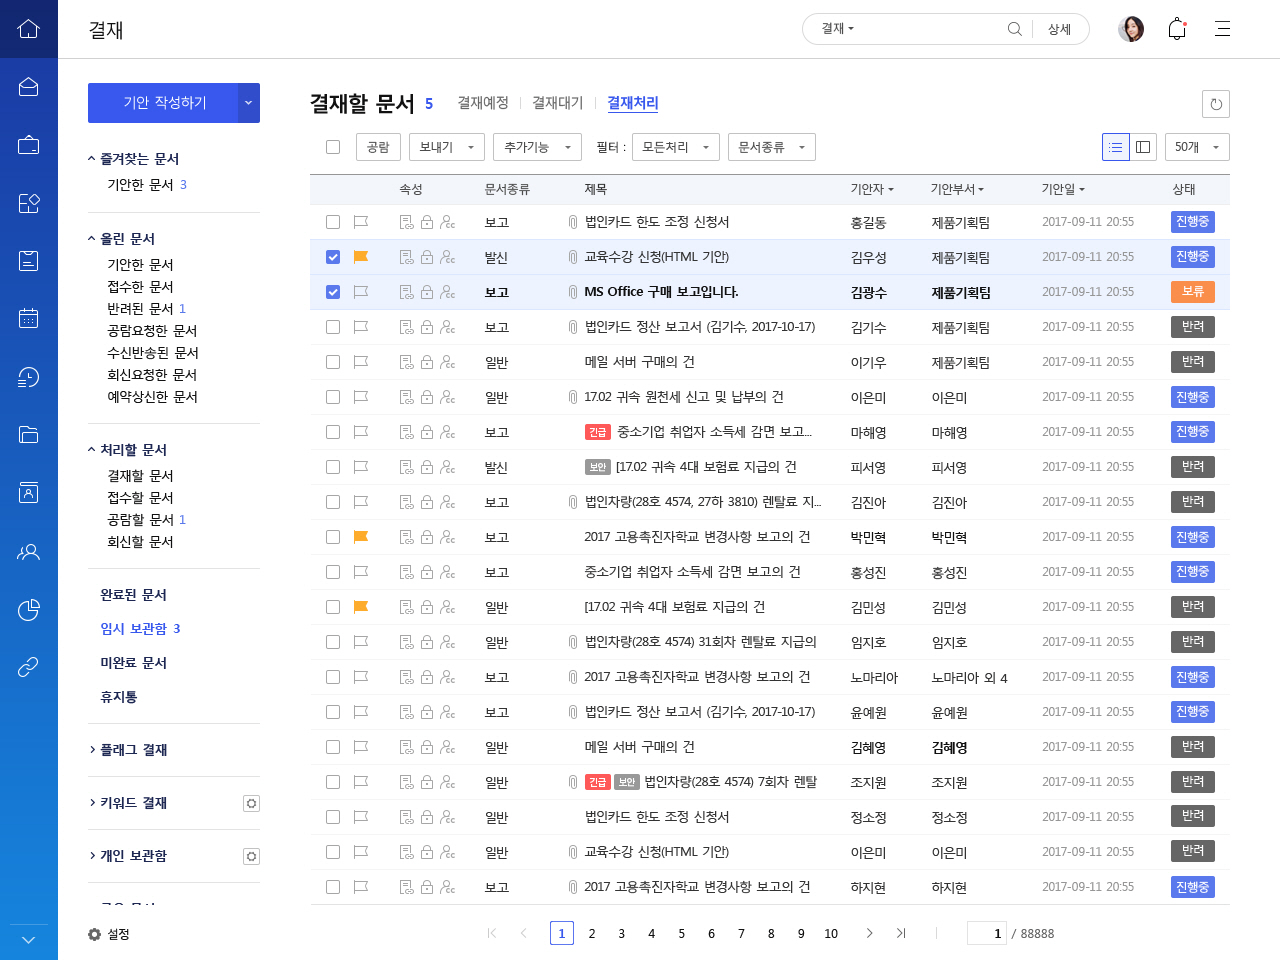 결재
결재
상세
기안 작성하기
즐겨찾는 문서
기안한 문서 3
올린 문서
기안한 문서
접수한 문서
반려된 문서 1
공람요청한 문서
수신반송된 문서
회신요청한 문서
예약상신한 문서
처리할 문서
결재할 문서
접수할 문서
공람할 문서 1
회신할 문서
완료된 문서
임시 보관함 3
미완료 문서
휴지통
플래그 결재
키워드 결재
개인 보관함
설정
결재할 문서 5 결재예정 결재대기 결재처리
공람 보내기 추가기능 필터 : 모든처리 문서종류 50개
속성 문서종류 제목 기안자 기안부서 기안일 상태
보고 법인카드 한도 조정 신청서 홍길동 제품기획팀 2017-09-11 20:55 진행중
발신 교육수강 신청(HTML 기안) 김우성 제품기획팀 2017-09-11 20:55 진행중
보고 MS Office 구매 보고입니다. 김광수 제품기획팀 2017-09-11 20:55 보류
보고 법인카드 정산 보고서 (김기수, 2017-10-17) 김기수 제품기획팀 2017-09-11 20:55 반려
일반 메일 서버 구매의 건 이기우 제품기획팀 2017-09-11 20:55 반려
일반 17.02 귀속 원천세 신고 및 납부의 건 이은미 이은미 2017-09-11 20:55 진행중
보고 긴급 중소기업 취업자 소득세 감면 보고... 마해영 마해영 2017-09-11 20:55 진행중
발신 보안 [17.02 귀속 4대 보험료 지급의 건 피서영 피서영 2017-09-11 20:55 반려
보고 법인차량(28호 4574, 27하 3810) 렌탈료 지... 김진아 김진아 2017-09-11 20:55 반려
보고 2017 고용촉진자학교 변경사항 보고의 건 박민혁 박민혁 2017-09-11 20:55 진행중
보고 중소기업 취업자 소득세 감면 보고의 건 홍성진 홍성진 2017-09-11 20:55 진행중
일반 [17.02 귀속 4대 보험료 지급의 건 김민성 김민성 2017-09-11 20:55 반려
일반 법인차량(28호 4574) 31회차 렌탈료 지급의 임지호 임지호 2017-09-11 20:55 반려
보고 2017 고용촉진자학교 변경사항 보고의 건 노마리아 노마리아 외 4 2017-09-11 20:55 진행중
보고 법인카드 정산 보고서 (김기수, 2017-10-17) 윤예원 윤예원 2017-09-11 20:55 진행중
일반 메일 서버 구매의 건 김혜영 김혜영 2017-09-11 20:55 반려
일반 긴급 보안 법인차량(28호 4574) 7회차 렌탈 조지원 조지원 2017-09-11 20:55 반려
보고 법인카드 한도 조정 신청서 정소정 정소정 2017-09-11 20:55 반려
일반 교육수강 신청(HTML 기안) 이은미 이은미 2017-09-11 20:55 반려
보고 2017 고용촉진자학교 변경사항 보고의 건 하지현 하지현 2017-09-11 20:55 진행중
1 2 3 4 5 6 7 8 9 10 1 / 88888